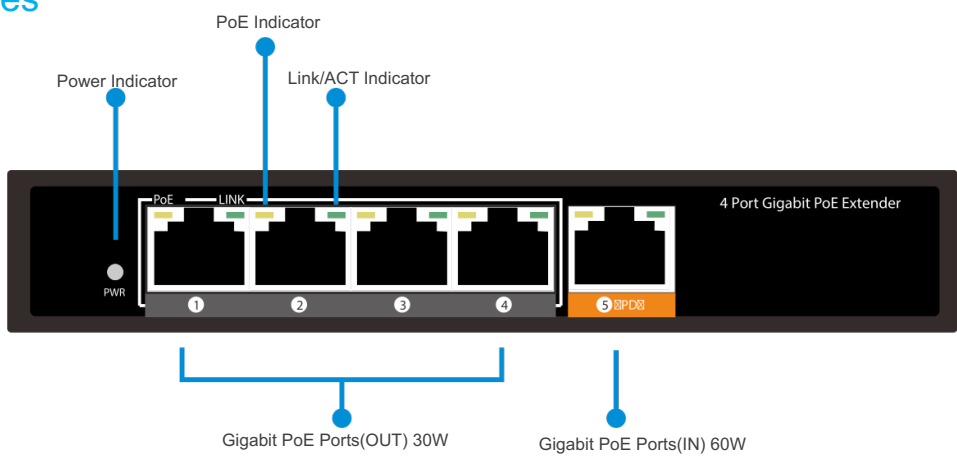 es
PoE Indicator
Power Indicator
Link/ACT Indicator
PoE
LINK
4 Port Gigabit PoE Extender
PWR
1
2
3
4
5 PD
Gigabit PoE Ports(OUT) 30W
Gigabit PoE Ports(IN) 60W